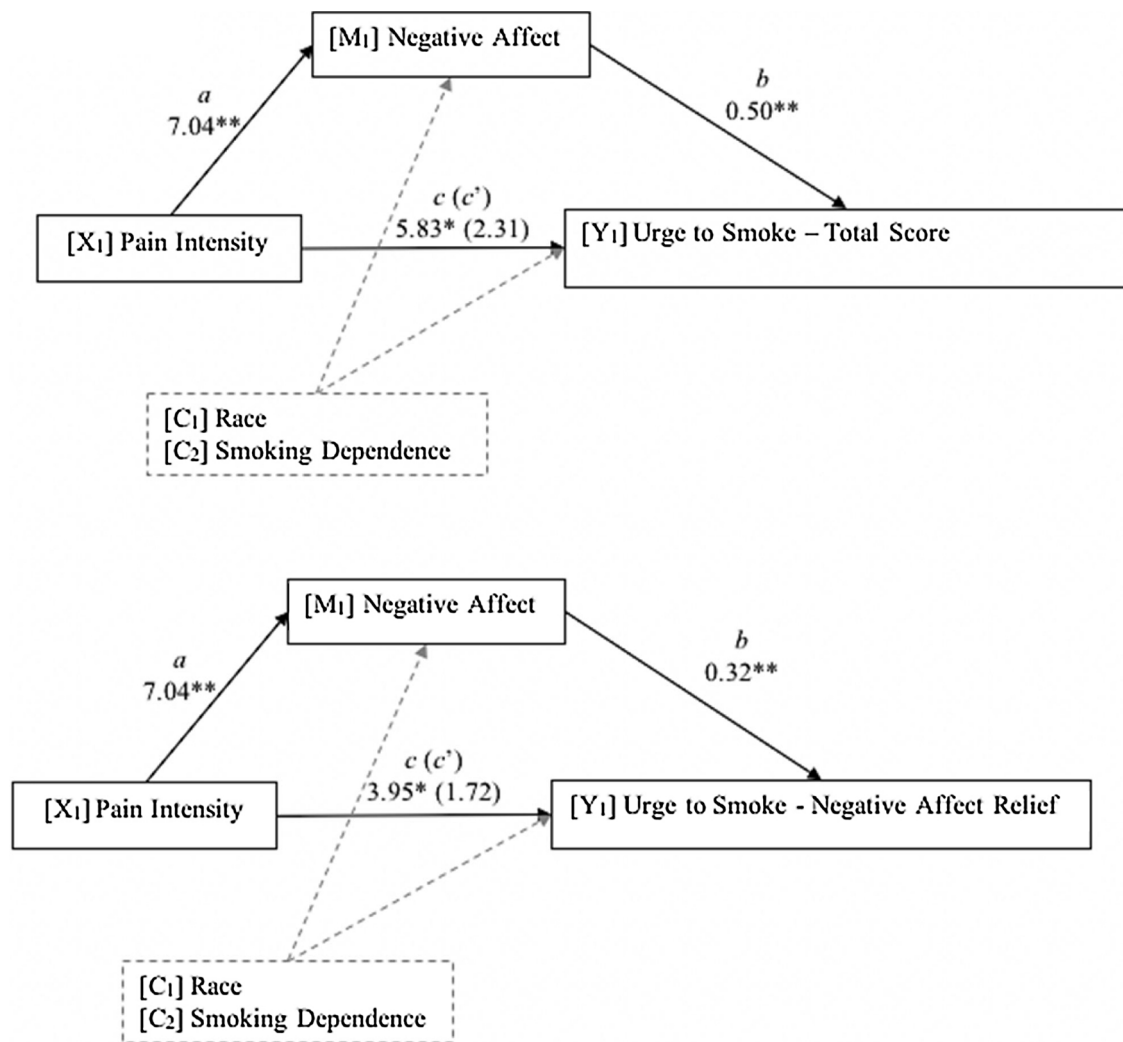 [M₁] Negative Affect
a
7.04**
b
0.50**
c (c’)
5.83* (2.31)
[X₁] Pain Intensity
[Y₁] Urge to Smoke – Total Score
[C₁] Race
[C₂] Smoking Dependence
[M₁] Negative Affect
a
7.04**
b
0.32**
c (c’)
3.95* (1.72)
[X₁] Pain Intensity
[Y₁] Urge to Smoke - Negative Affect Relief
[C₁] Race
[C₂] Smoking Dependence